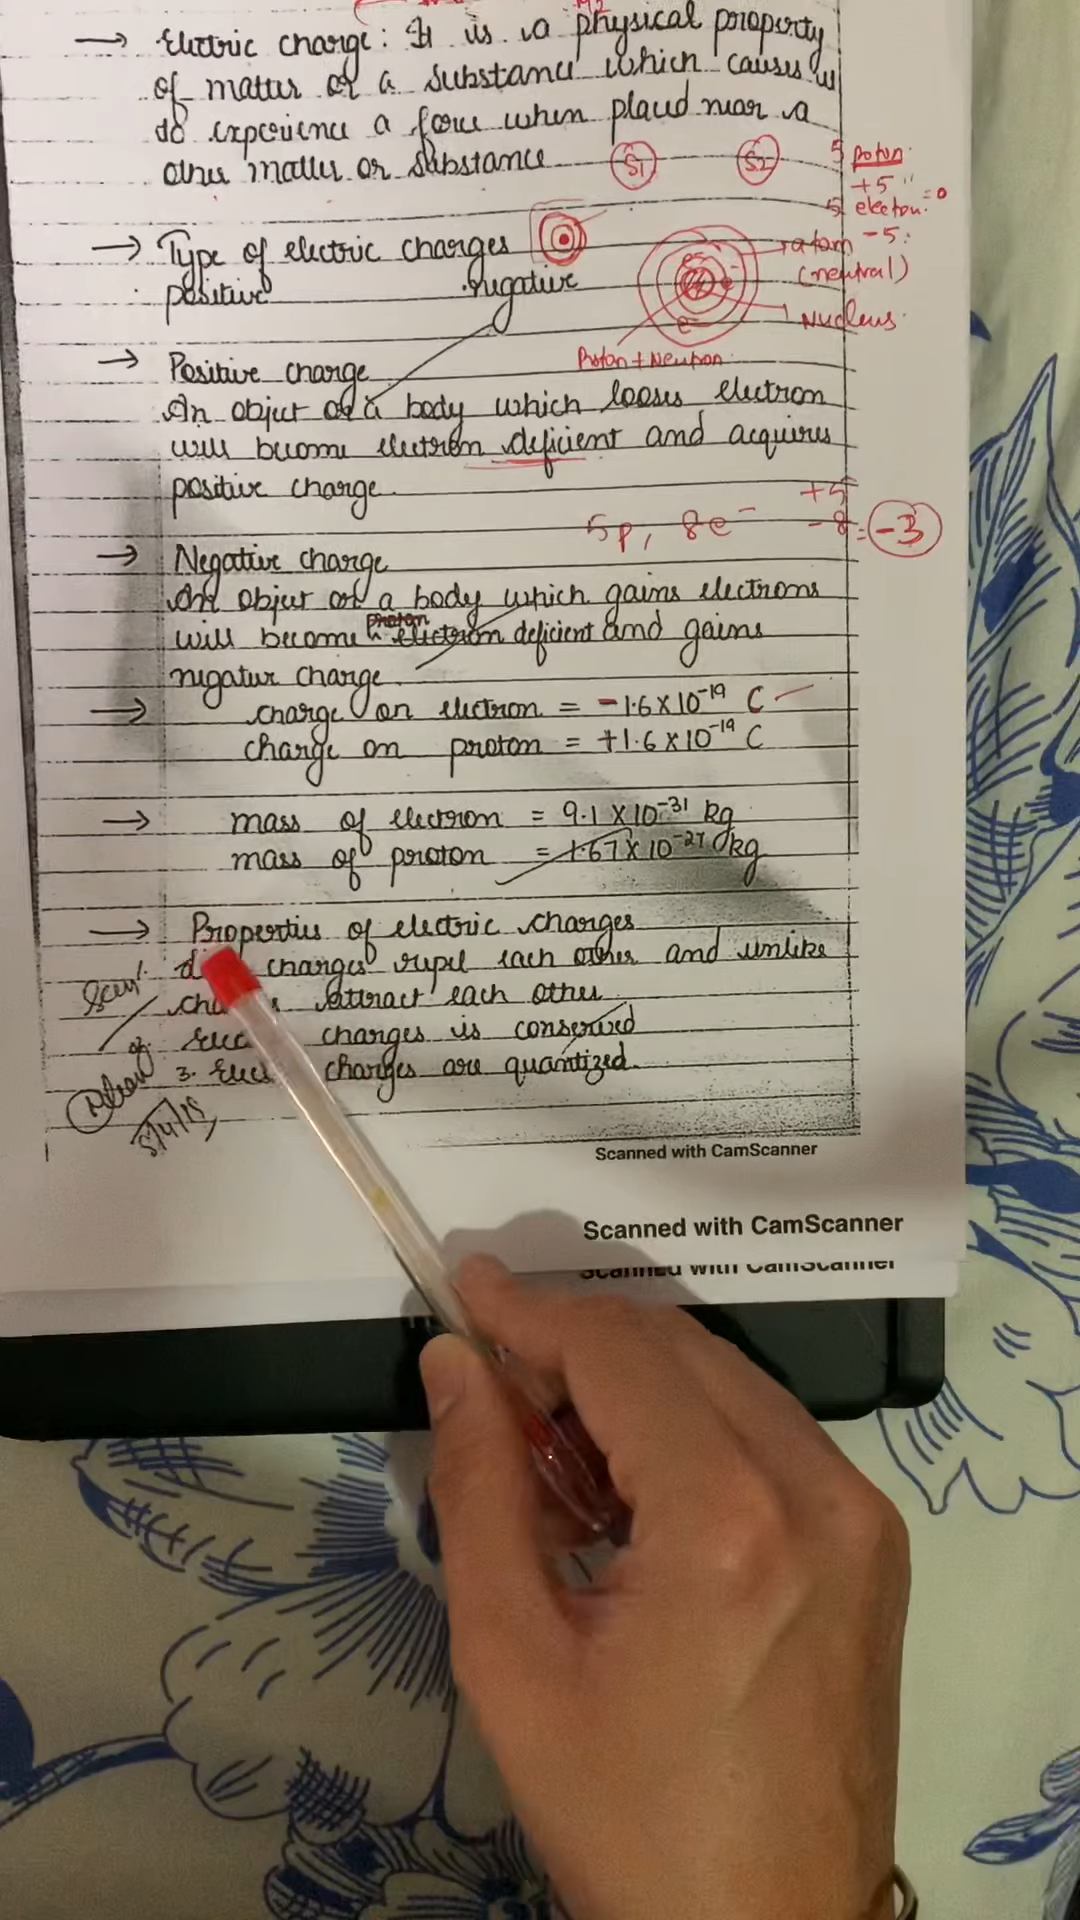 → Electric charge: It is a physical property
of matter or a substance which causes us
do experience a force when placed near a
other matter or substance
S1 S2
5 proton:
+5
5 electron: =0
-5:
→ Type of electric charges
positive negative
atom
(neutral)
Nucleus
Proton + Neutron
→ Positive charge
An object or a body which looses electron
will become electron deficient and acquires
positive charge.
5p, 8e⁻ +5
-8 = -3
→ Negative charge
An object or a body which gains electrons
proton
will become electron deficient and gains
negative charge.
→ charge on electron = -1.6 X 10⁻¹⁹ C
charge on proton = +1.6 X 10⁻¹⁹ C
→ mass of electron = 9.1 X 10⁻³¹ kg
mass of proton = 1.67 X 10⁻²⁷ kg
→ Properties of electric charges
charges repel each other and unlike
attract each other
charges is conserved
3. charges are quantized.
Scanned with CamScanner
Scanned with CamScanner
Scanned with CamScanner